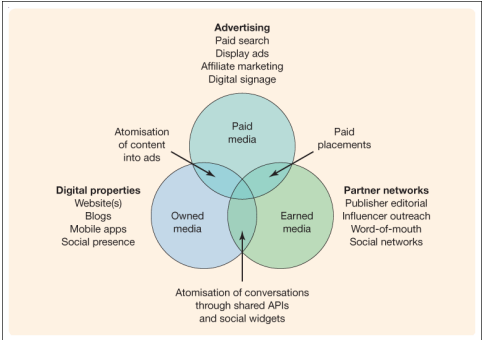 Advertising
Paid search
Display ads
Affiliate marketing
Digital signage
Paid
media
Atomisation
of content
into ads
Paid
placements
Digital properties
Website(s)
Blogs
Mobile apps
Social presence
Owned
media
Earned
media
Partner networks
Publisher editorial
Influencer outreach
Word-of-mouth
Social networks
Atomisation of conversations
through shared APIs
and social widgets